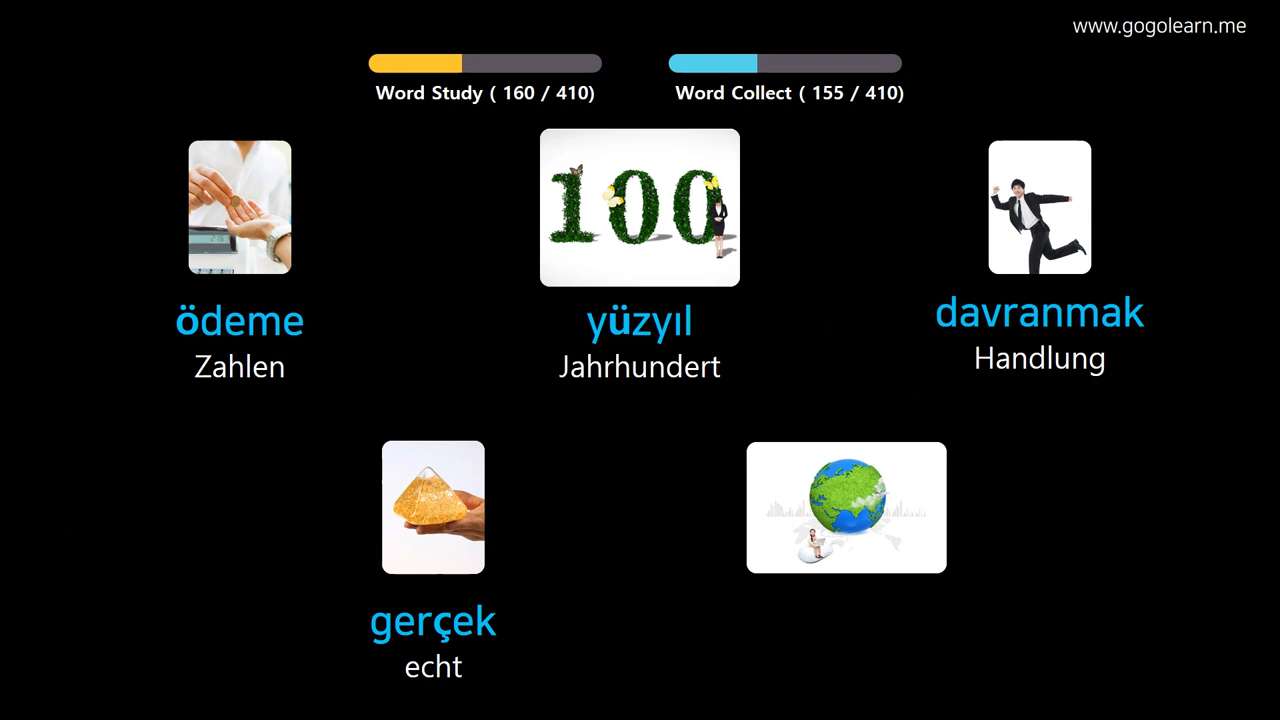 www.gogolearn.me
Word Study ( 160 / 410)
Word Collect ( 155 / 410)
100
ödeme
Zahlen
yüzyıl
Jahrhundert
davranmak
Handlung
gerçek
echt